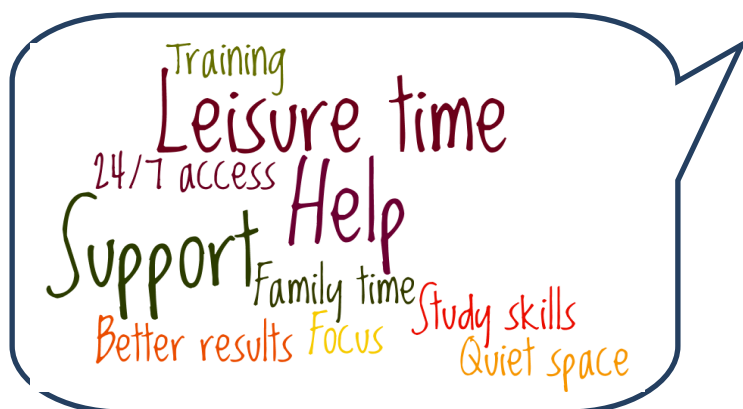 Training
Leisure time
24/7 access
Help
Support
Family time
Study skills
Better results
Focus
Quiet space